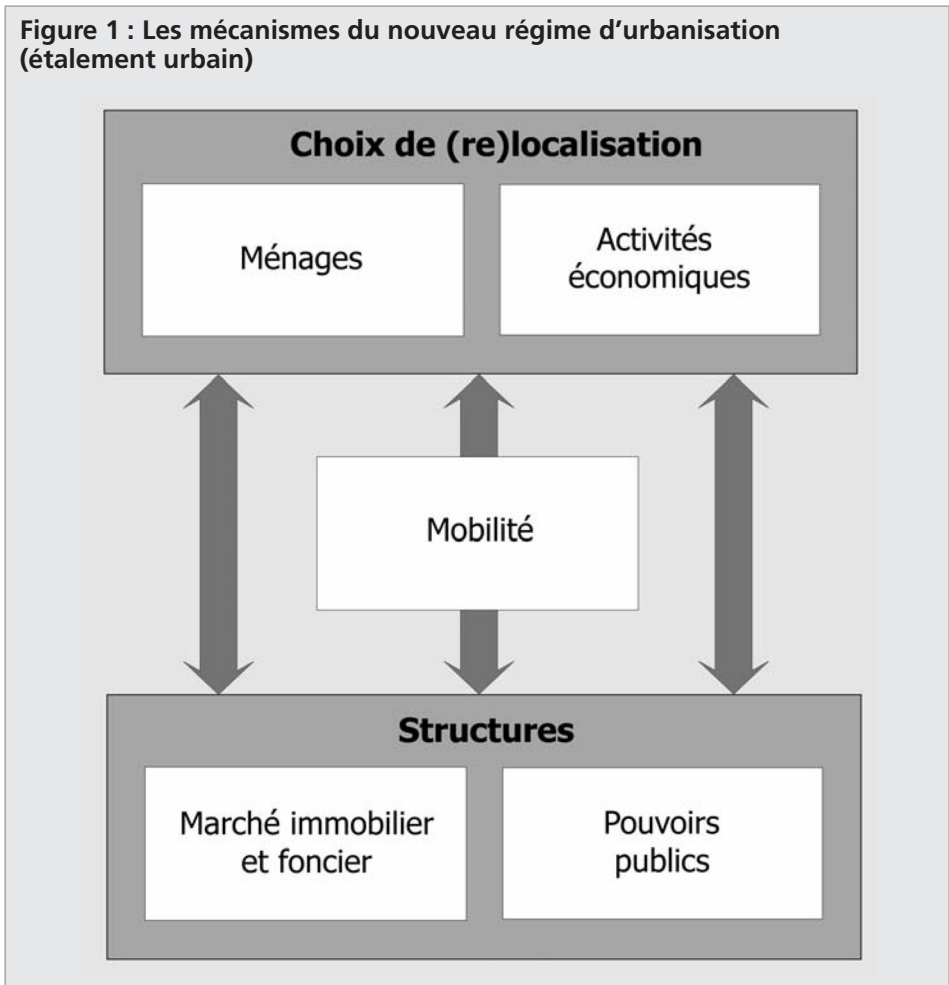 Figure 1 : Les mécanismes du nouveau régime d’urbanisation
(étalement urbain)
Choix de (re)localisation
Ménages
Activités
économiques
Mobilité
Structures
Marché immobilier
et foncier
Pouvoirs
publics